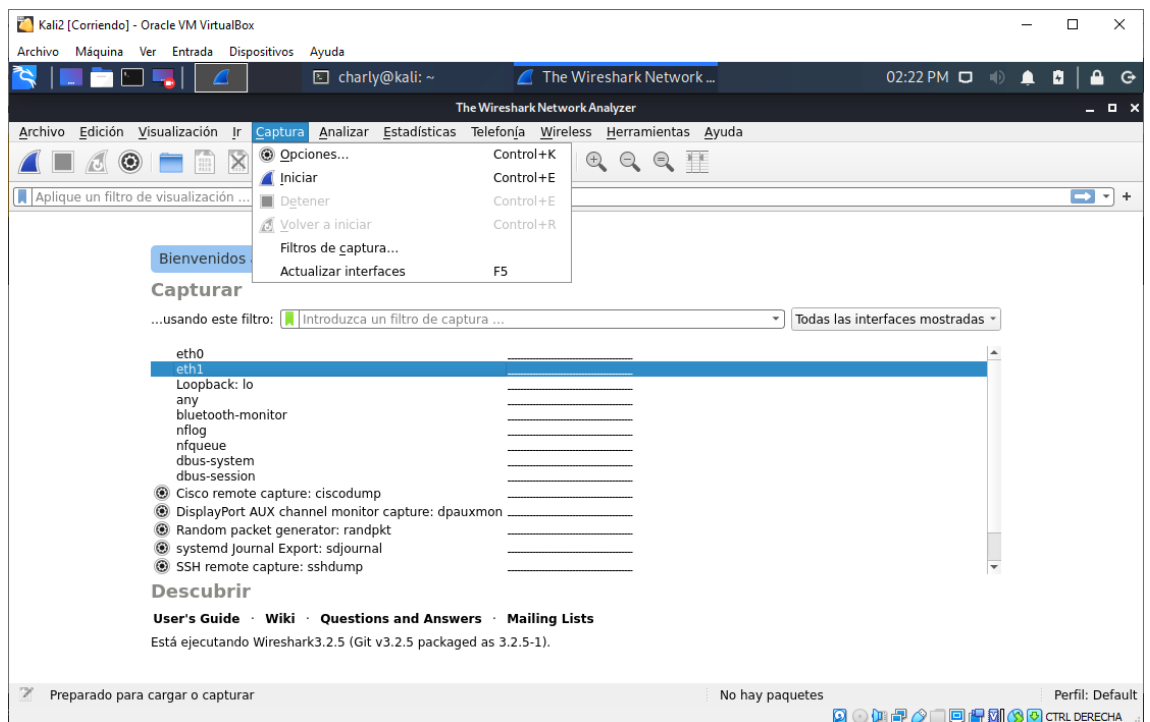 Kali2 [Corriendo] - Oracle VM VirtualBox
Archivo Máquina Ver Entrada Dispositivos Ayuda
charly@kali: ~ The Wireshark Network ... 02:22 PM
The Wireshark Network Analyzer
Archivo Edición Visualización Ir Captura Analizar Estadísticas Telefonía Wireless Herramientas Ayuda
Opciones... Control+K
Iniciar Control+E
Detener Control+E
Volver a iniciar Control+R
Filtros de captura...
Actualizar interfaces F5
Aplique un filtro de visualización ... +
Bienvenidos
Capturar
...usando este filtro: Introduzca un filtro de captura ... Todas las interfaces mostradas
eth0
eth1
Loopback: lo
any
bluetooth-monitor
nflog
nfqueue
dbus-system
dbus-session
Cisco remote capture: ciscodump
DisplayPort AUX channel monitor capture: dpauxmon
Random packet generator: randpkt
systemd Journal Export: sdjournal
SSH remote capture: sshdump
Descubrir
User's Guide · Wiki · Questions and Answers · Mailing Lists
Está ejecutando Wireshark3.2.5 (Git v3.2.5 packaged as 3.2.5-1).
Preparado para cargar o capturar No hay paquetes Perfil: Default
CTRL DERECHA